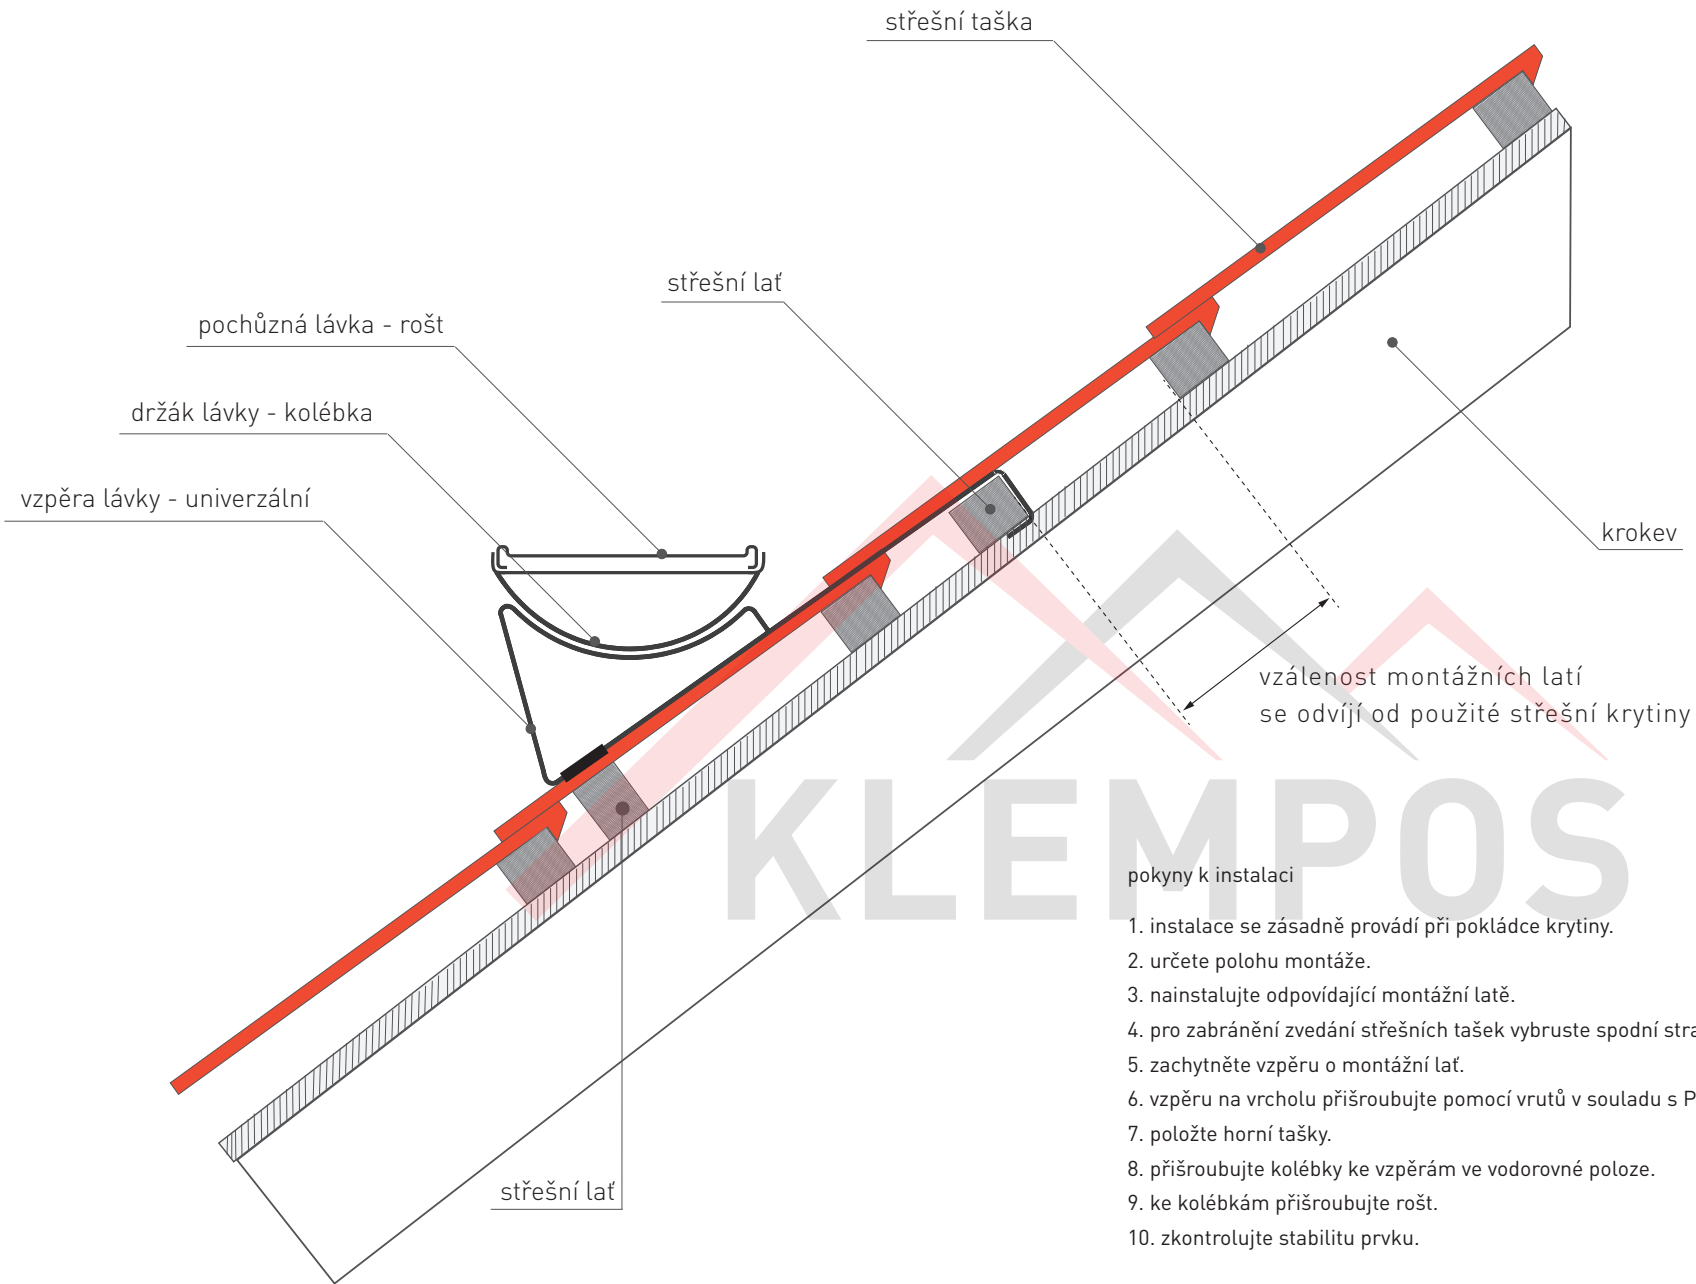 střešní taška
střešní lať
pochůzná lávka - rošt
držák lávky - kolébka
vzpěra lávky - univerzální
krokev
vzálenost montážních latí
se odvíjí od použité střešní krytiny
KLEMPOS
pokyny k instalaci
1. instalace se zásadně provádí při pokládce krytiny.
2. určete polohu montáže.
3. nainstalujte odpovídající montážní latě.
4. pro zabránění zvedání střešních tašek vybruste spodní
5. zachytněte vzpěru o montážní lať.
6. vzpěru na vrcholu přišroubujte pomocí vrutů v souladu s
7. položte horní tašky.
8. přišroubujte kolébky ke vzpěrám ve vodorovné poloze.
9. ke kolébkám přišroubujte rošt.
10. zkontrolujte stabilitu prvku.
střešní lať